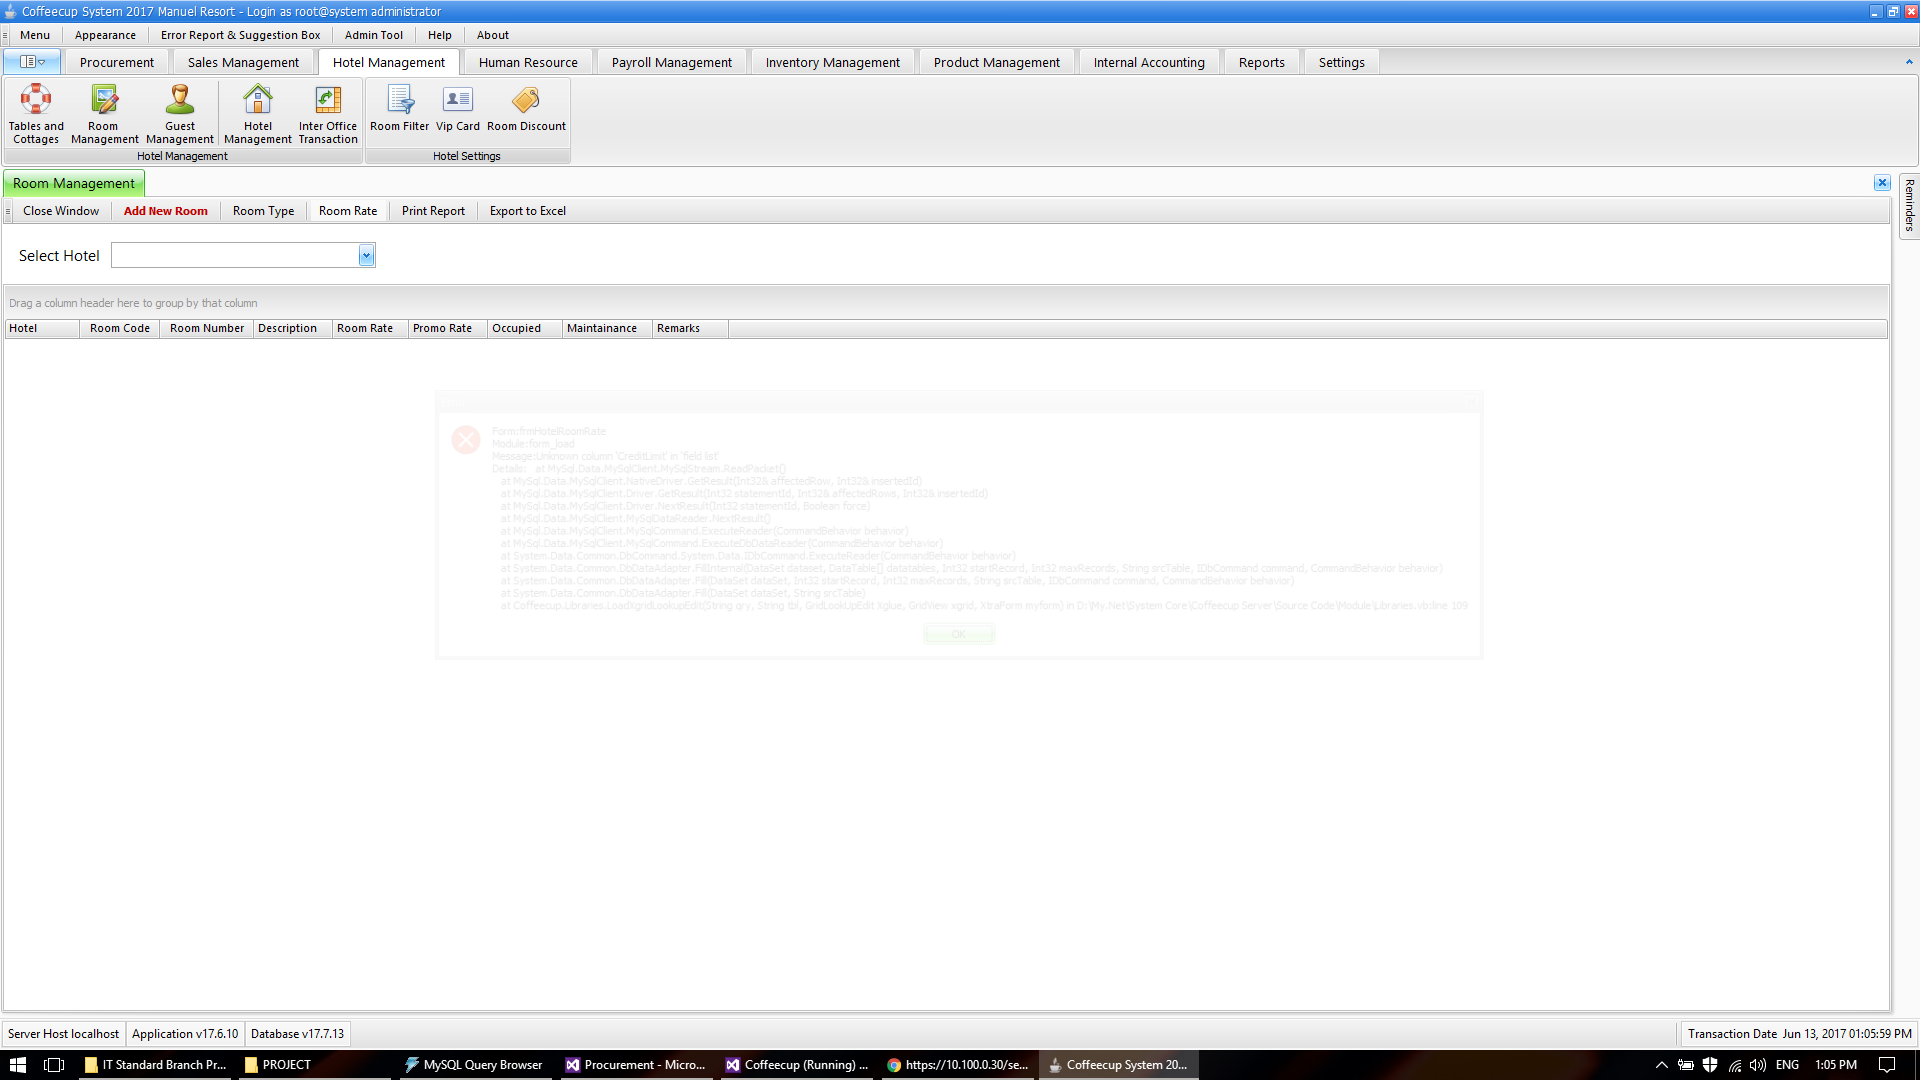 Coffeecup System 2017 Manuel Resort - Login as root@system administrator
Menu Appearance Error Report & Suggestion Box Admin Tool Help About
Procurement Sales Management Hotel Management Human Resource Payroll Management Inventory Management Product Management Internal Accounting Reports Settings
Tables and Cottages
Room Management
Guest Management
Hotel Management
Inter Office Transaction
Room Filter
Vip Card
Room Discount
Hotel Management
Hotel Settings
Room Management
Reminders
Close Window Add New Room Room Type Room Rate Print Report Export to Excel
Select Hotel
Drag a column header here to group by that column
Hotel Room Code Room Number Description Room Rate Promo Rate Occupied Maintainance Remarks
Form:frmHotelRoomRate
Module:form_load
Message:Unknown column 'CreditLimit' in 'field list'
Details: at MySql.Data.MySqlClient.MySqlStream.ReadPacket()
at MySql.Data.MySqlClient.NativeDriver.GetResult(Int32& affectedRow, Int32& insertedId)
at MySql.Data.MySqlClient.Driver.GetResult(Int32 statementId, Int32& affectedRows, Int32& insertedId)
at MySql.Data.MySqlClient.Driver.NextResult(Int32 statementId, Boolean force)
at MySql.Data.MySqlClient.MySqlDataReader.NextResult()
at MySql.Data.MySqlClient.MySqlCommand.ExecuteReader(CommandBehavior behavior)
at MySql.Data.MySqlClient.MySqlCommand.ExecuteDbDataReader(CommandBehavior behavior)
at System.Data.Common.DbCommand.System.Data.IDbCommand.ExecuteReader(CommandBehavior behavior)
at System.Data.Common.DbDataAdapter.FillInternal(DataSet dataset, DataTable[] datatables, Int32 startRecord, Int32 maxRecords, String srcTable, IDbCommand command, CommandBehavior behavior)
at System.Data.Common.DbDataAdapter.Fill(DataSet dataSet, Int32 startRecord, Int32 maxRecords, String srcTable, IDbCommand command, CommandBehavior behavior)
at System.Data.Common.DbDataAdapter.Fill(DataSet dataSet, String srcTable)
at Coffeecup.Libraries.LoadXgridLookupEdit(String qry, String tbl, GridLookUpEdit Xglue, GridView xgrid, XtraForm myform) in D:\My.Net\System Core\Coffeecup Server\Source Code\Module\Libraries.vb:line 109
OK
Server Host localhost Application v17.6.10 Database v17.7.13 Transaction Date Jun 13, 2017 01:05:59 PM
IT Standard Branch Pr... PROJECT MySQL Query Browser Procurement - Micro... Coffeecup (Running) ... https://10.100.0.30/se... Coffeecup System 20... ENG 1:05 PM